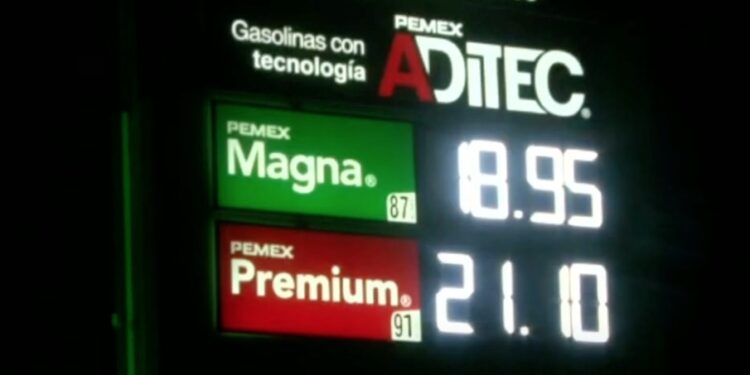 Gasolinas con
tecnología
PEMEX
ADITEC®
PEMEX
Magna®
87
18.95
PEMEX
Premium®
91
21.10